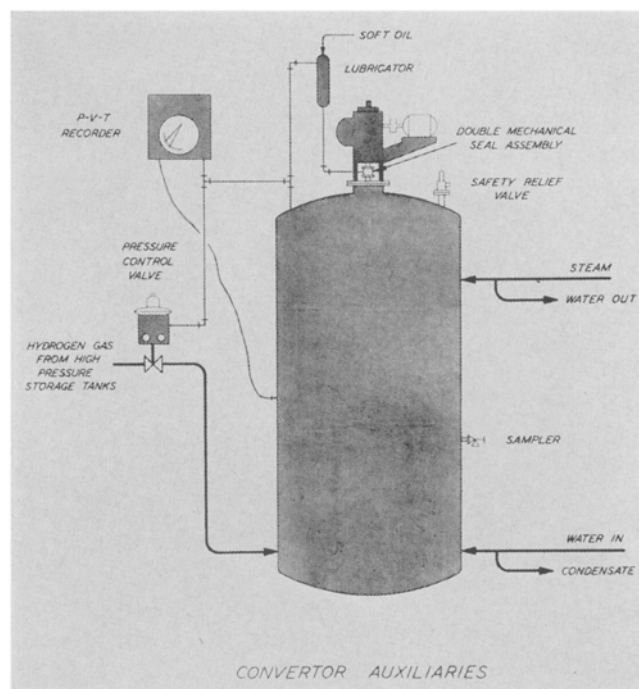 SOFT OIL
LUBRICATOR
P-V-T
RECORDER
DOUBLE MECHANICAL
SEAL ASSEMBLY
SAFETY RELIEF
VALVE
PRESSURE
CONTROL
VALVE
STEAM
WATER OUT
HYDROGEN GAS
FROM HIGH
PRESSURE
STORAGE TANKS
SAMPLER
WATER IN
CONDENSATE
CONVERTOR AUXILIARIES